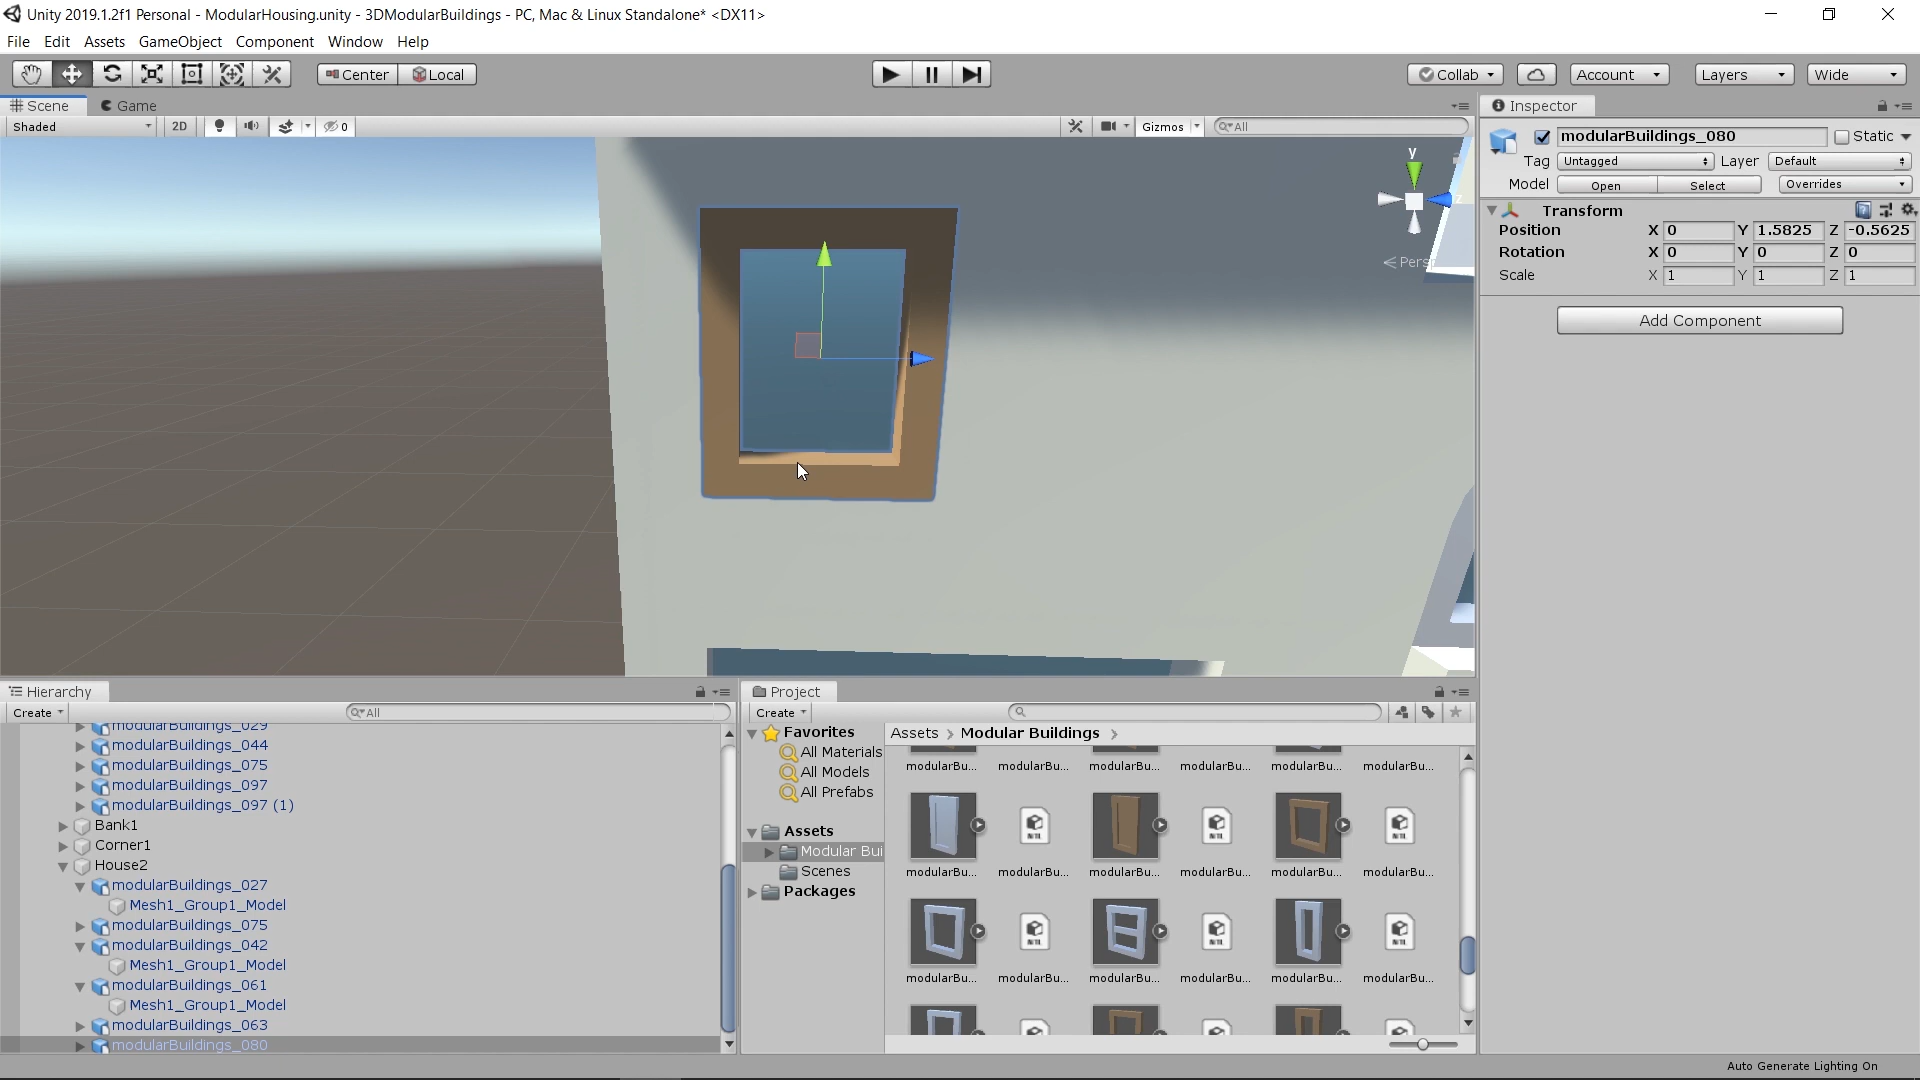 Unity 2019.1.2f1 Personal - ModularHousing.unity - 3DModularBuildings - PC, Mac & Linux Standalone* <DX11>
File Edit Assets GameObject Component Window Help
Center Local Collab Account Layers Wide
Scene Game
Shaded 2D 0 Gizmos All
y
z
< Persp
Inspector
modularBuildings_080 Static
Tag Untagged Layer Default
Model Open Select Overrides
Transform
Position X 0 Y 1.5825 Z -0.5625
Rotation X 0 Y 0 Z 0
Scale X 1 Y 1 Z 1
Add Component
Hierarchy
Create All
modularBuildings_029
modularBuildings_044
modularBuildings_075
modularBuildings_097
modularBuildings_097 (1)
Bank1
Corner1
House2
modularBuildings_027
Mesh1_Group1_Model
modularBuildings_075
modularBuildings_042
Mesh1_Group1_Model
modularBuildings_061
Mesh1_Group1_Model
modularBuildings_063
modularBuildings_080
Project
Create
Favorites
All Materials
All Models
All Prefabs
Assets
Modular Bui
Scenes
Packages
Assets > Modular Buildings >
modularBu... modularBu... modularBu... modularBu... modularBu... modularBu...
modularBu... modularBu... modularBu... modularBu... modularBu... modularBu...
modularBu... modularBu... modularBu... modularBu... modularBu... modularBu...
Auto Generate Lighting On